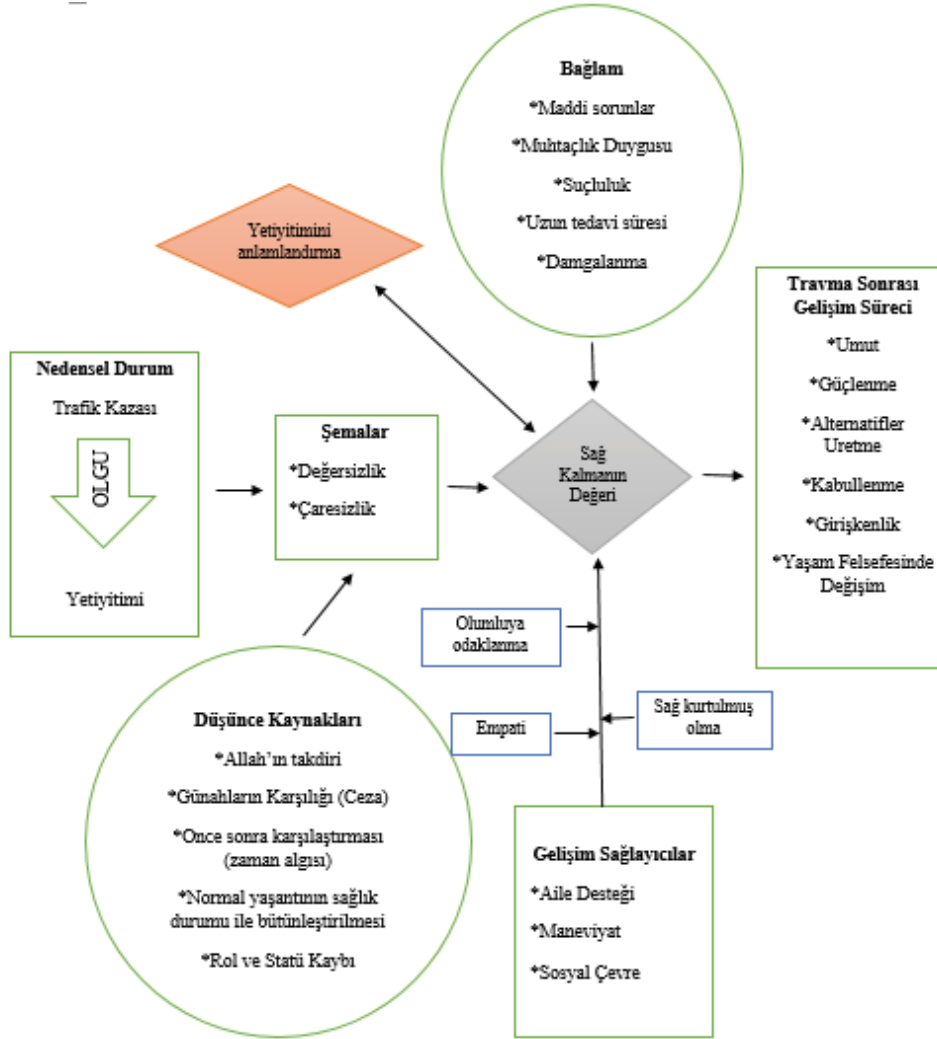 Bağlam
*Maddi sorunlar
*Muhtaçlık Duygusu
*Suçluluk
*Uzun tedavi süresi
*Damgalanma
Yetiyitimini
anlamlandırma
Travma Sonrası
Gelişim Süreci
*Umut
*Güçlenme
*Alternatifler
Uretme
*Kabullenme
*Girişkenlik
*Yaşam Felsefesinde
Değişim
Nedensel Durum
Trafik Kazası
OLGU
Yetiyitimi
Şemalar
*Değersizlik
*Çaresizlik
Sağ
Kalmanın
Değeri
Olumluya
odaklanma
Empati
Sağ kurtulmuş
olma
Düşünce Kaynakları
*Allah’ın takdiri
*Günahların Karşılığı (Ceza)
*Once sonra karşılaştırması
(zaman algısı)
*Normal yaşantının sağlık
durumu ile bütünleştirilmesi
*Rol ve Statü Kaybı
Gelişim Sağlayıcılar
*Aile Desteği
*Maneviyat
*Sosyal Çevre